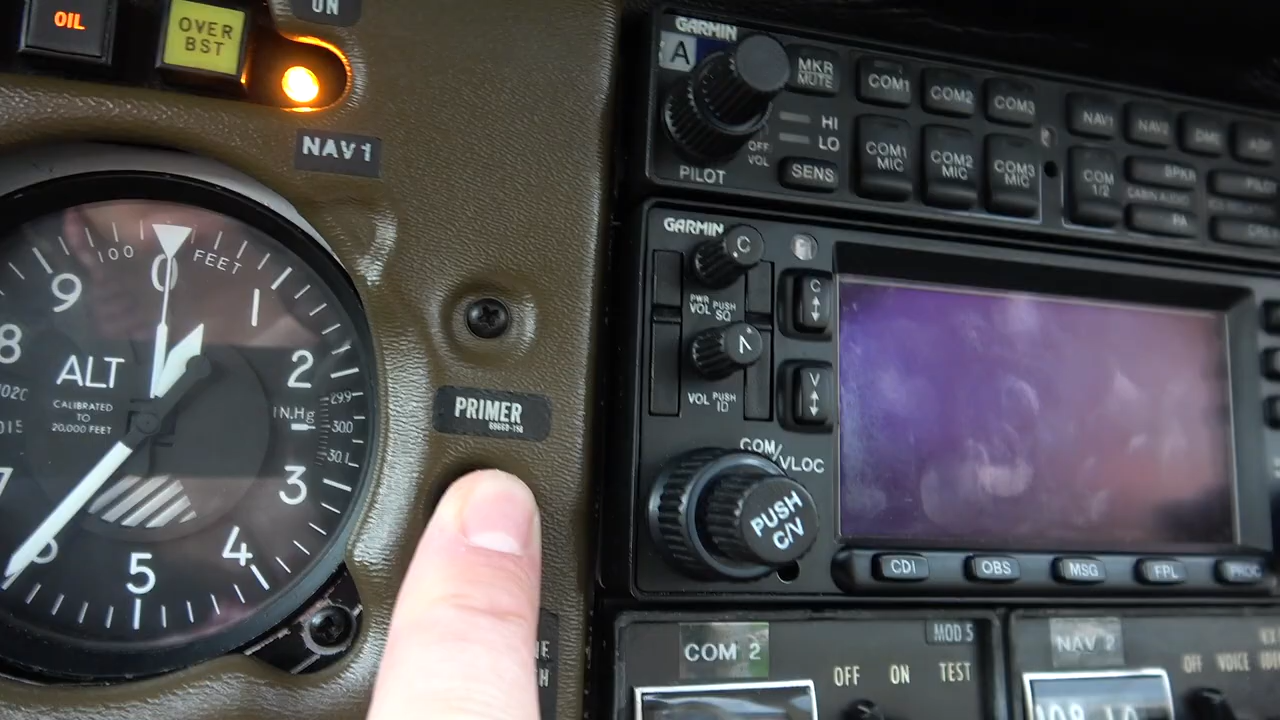 OIL
OVER
BST
ON
NAV 1
100
FEET
0
1
2
3
4
5
7
8
9
ALT
CALIBRATED
TO
20,000 FEET
IN.Hg
29.9
30.0
30.1
PRIMER
GARMIN
A
MKR
MUTE
COM1
COM2
COM3
NAV1
NAV2
DME
ADF
HI
LO
OFF
VOL
PILOT
SENS
COM1
MIC
COM2
MIC
COM3
MIC
COM
1/2
SPKR
PA
PILOT
GARMIN
C
PWR
VOL PUSH
SQ
C
V
VOL PUSH
ID
COM/VLOC
PUSH
C/V
CDI
OBS
MSG
FPL
PROC
COM 2
MOD 5
OFF
ON
TEST
NAV 2
OFF
VOICE